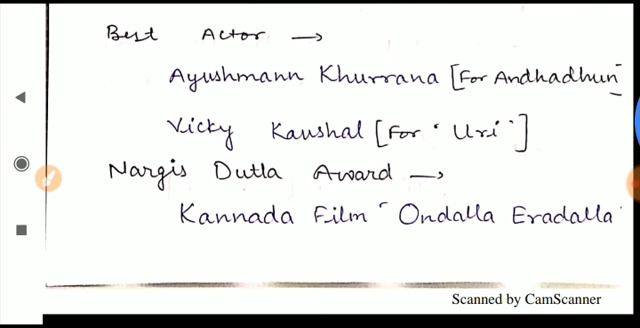 Best Actor →
Ayushmann Khurrana [For Andhadhun]
Vicky Kaushal [For 'Uri']
Nargis Dutta Award →
Kannada Film ' Ondalla Eradalla '
Scanned by CamScanner